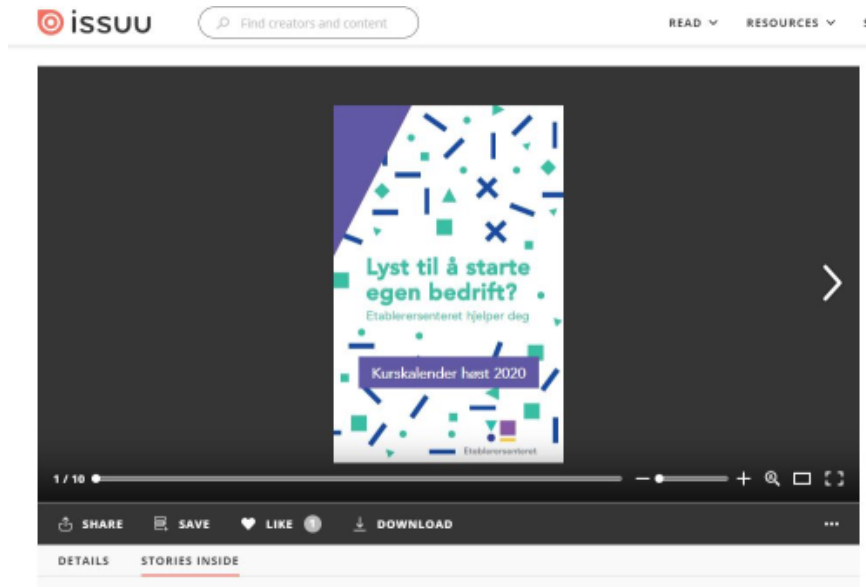 issuu
Find creators and content
READ
RESOURCES
Lyst til å starte
egen bedrift?
Etablerersenteret hjelper deg
Kurskalender høst 2020
Etablerersenteret
1 / 10
SHARE
SAVE
LIKE 1
DOWNLOAD
DETAILS
STORIES INSIDE